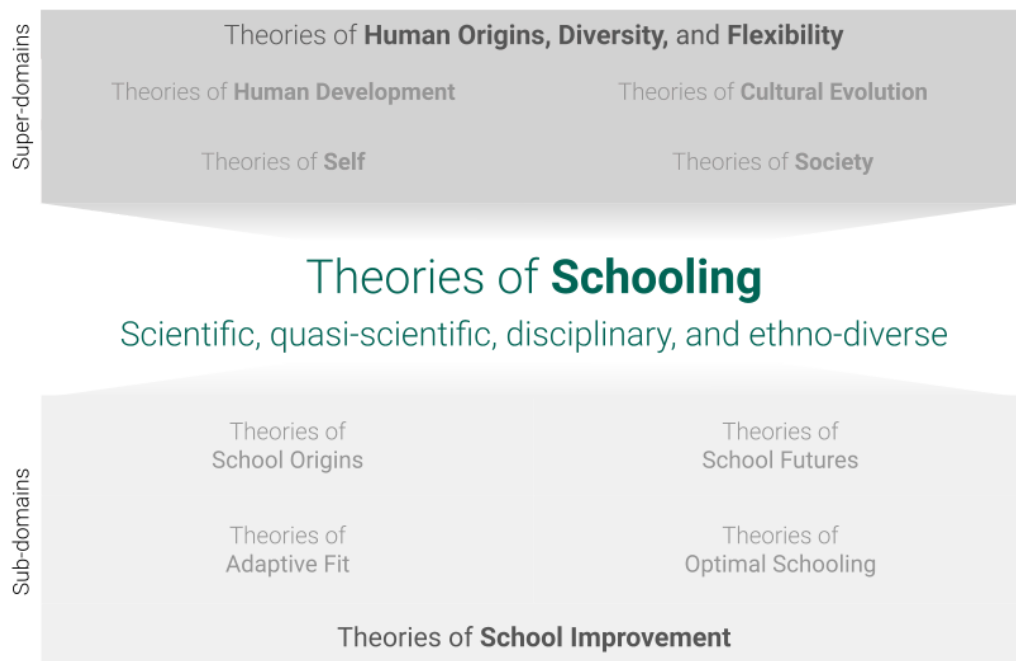 Super-domains
Theories of Human Origins, Diversity, and Flexibility
Theories of Human Development
Theories of Cultural Evolution
Theories of Self
Theories of Society
Theories of Schooling
Scientific, quasi-scientific, disciplinary, and ethno-diverse
Sub-domains
Theories of
School Origins
Theories of
School Futures
Theories of
Adaptive Fit
Theories of
Optimal Schooling
Theories of School Improvement